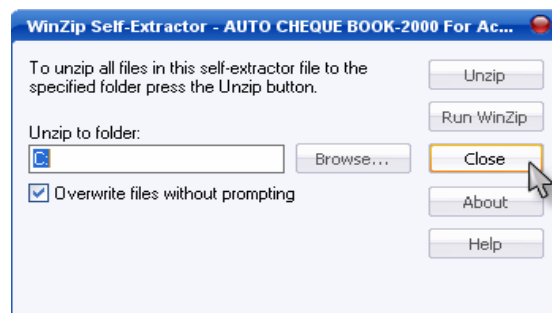 WinZip Self-Extractor - AUTO CHEQUE BOOK-2000 For Ac...
To unzip all files in this self-extractor file to the
specified folder press the Unzip button.
Unzip to folder:
C:
Browse...
Overwrite files without prompting
Unzip
Run WinZip
Close
About
Help